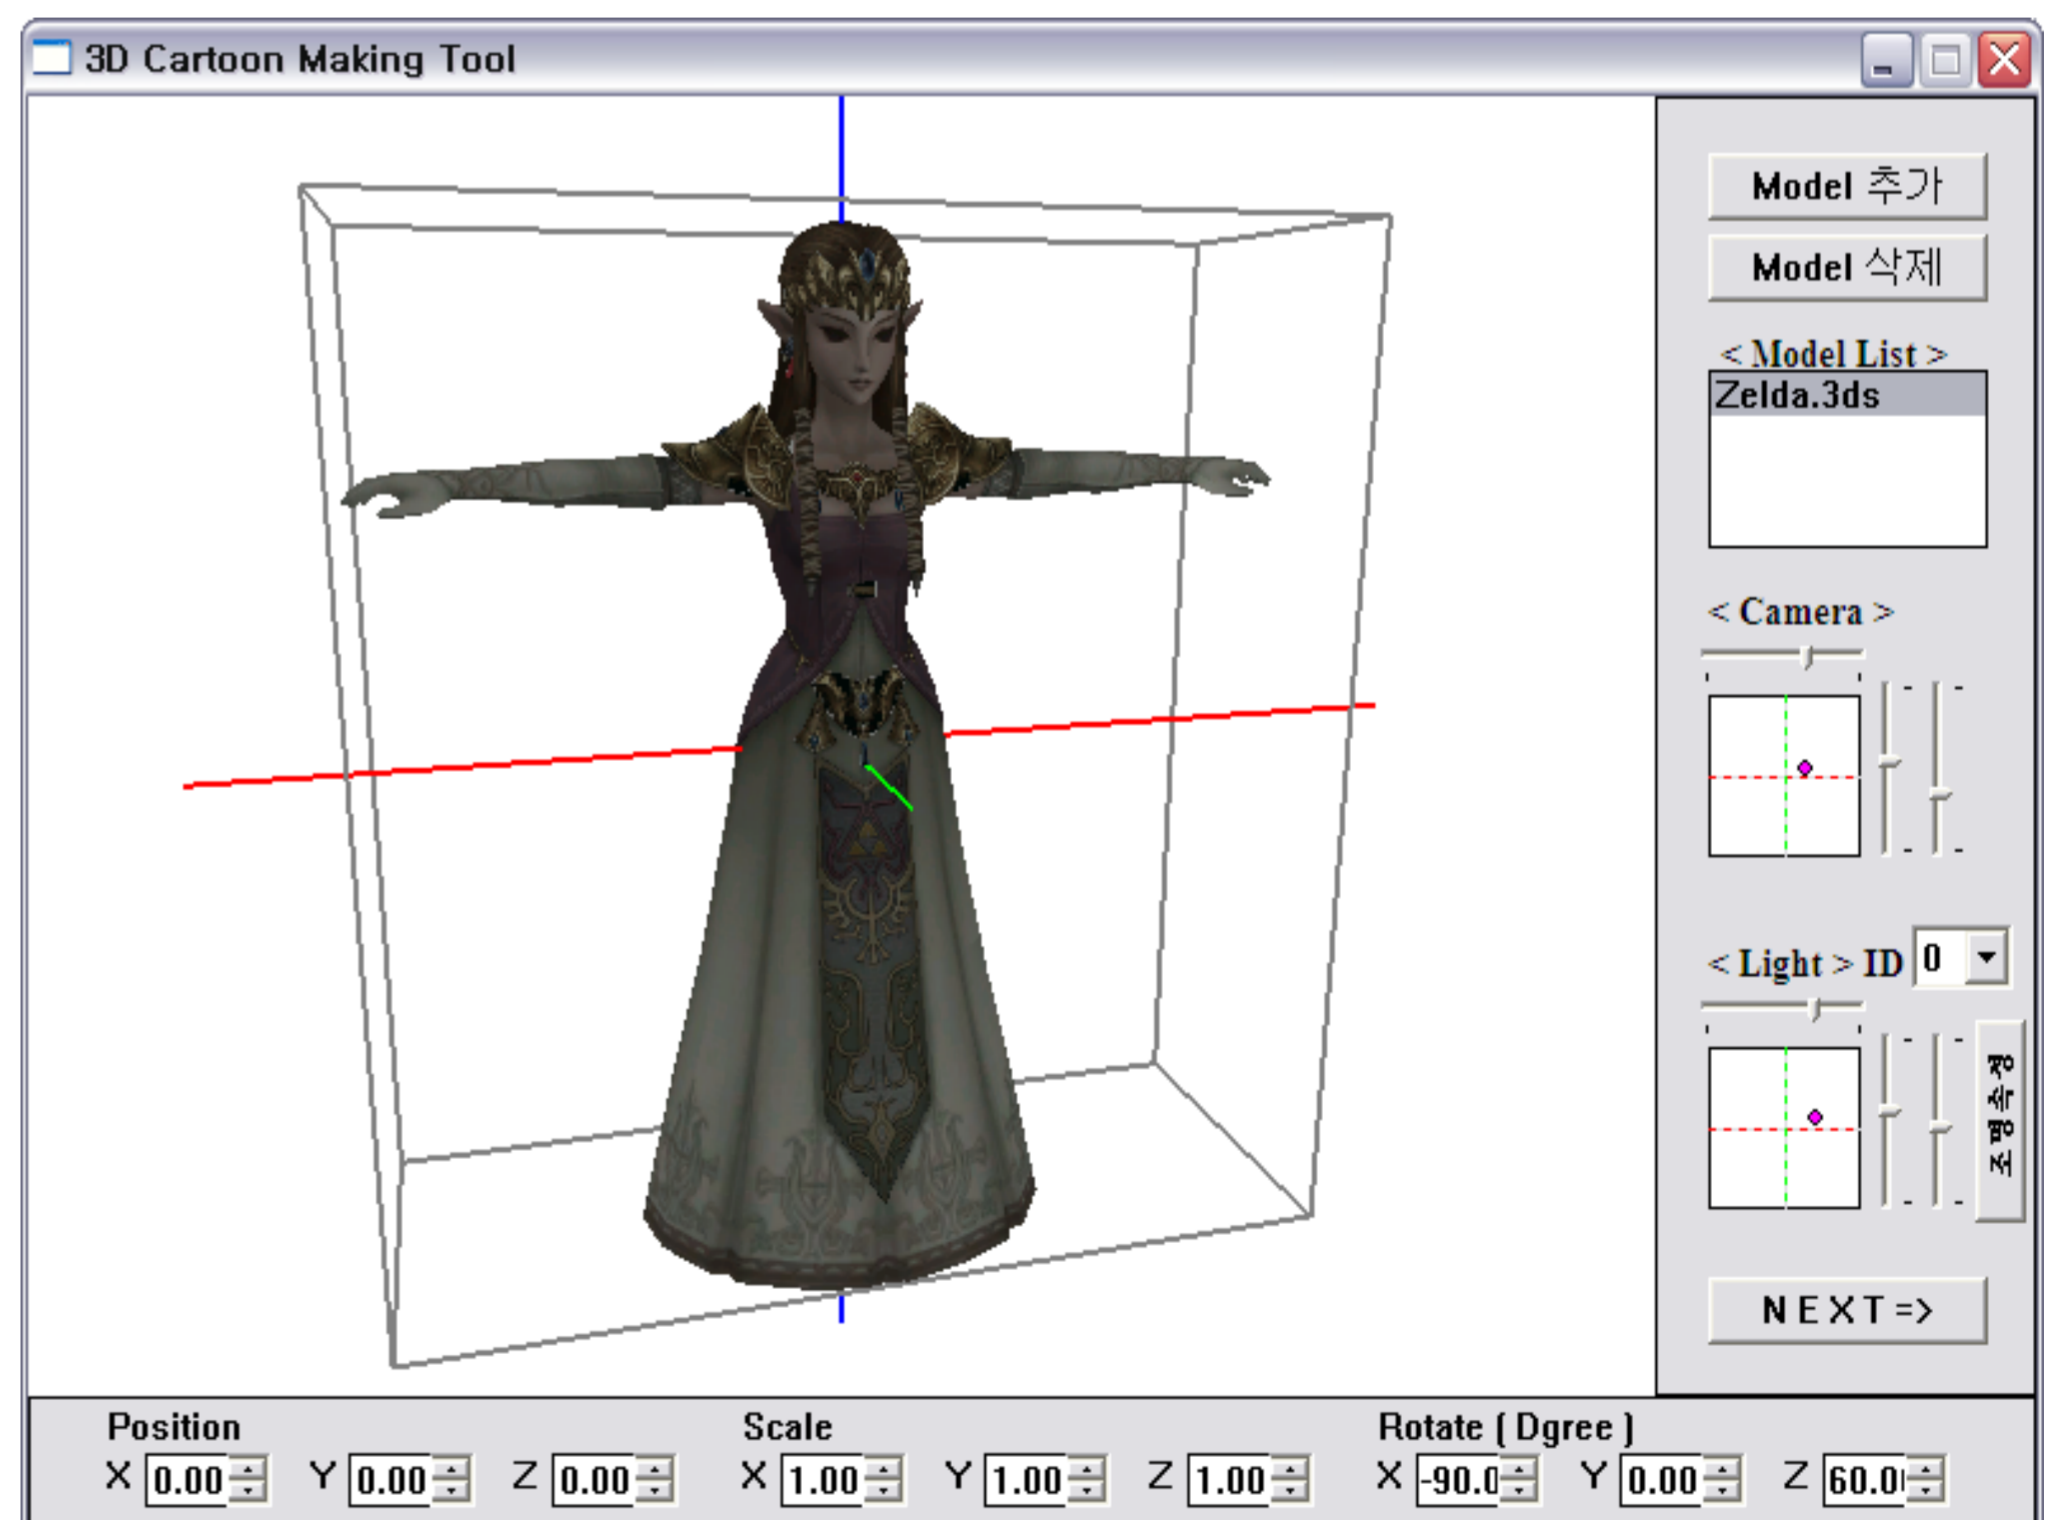 3D Cartoon Making Tool
Model 추가
Model 삭제
< Model List >
Zelda.3ds
< Camera >
< Light > ID 0
조명속성
N E X T =>
Position
X 0.00 Y 0.00 Z 0.00
Scale
X 1.00 Y 1.00 Z 1.00
Rotate ( Dgree )
X -90.0 Y 0.00 Z 60.0